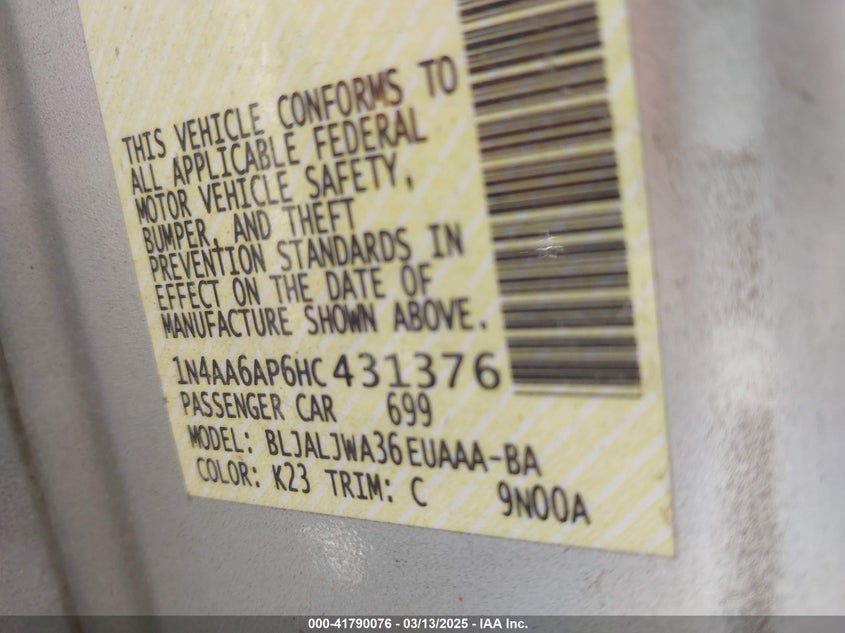 THIS VEHICLE CONFORMS TO
ALL APPLICABLE FEDERAL
MOTOR VEHICLE SAFETY,
BUMPER, AND THEFT
PREVENTION STANDARDS IN
EFFECT ON THE DATE OF
MANUFACTURE SHOWN ABOVE.
1N4AA6AP6HC431376
PASSENGER CAR 699
MODEL: BLJALJWA36EUAAA-BA
COLOR: K23 TRIM: C 9N00A
000-41790076 - 03/13/2025 - IAA Inc.